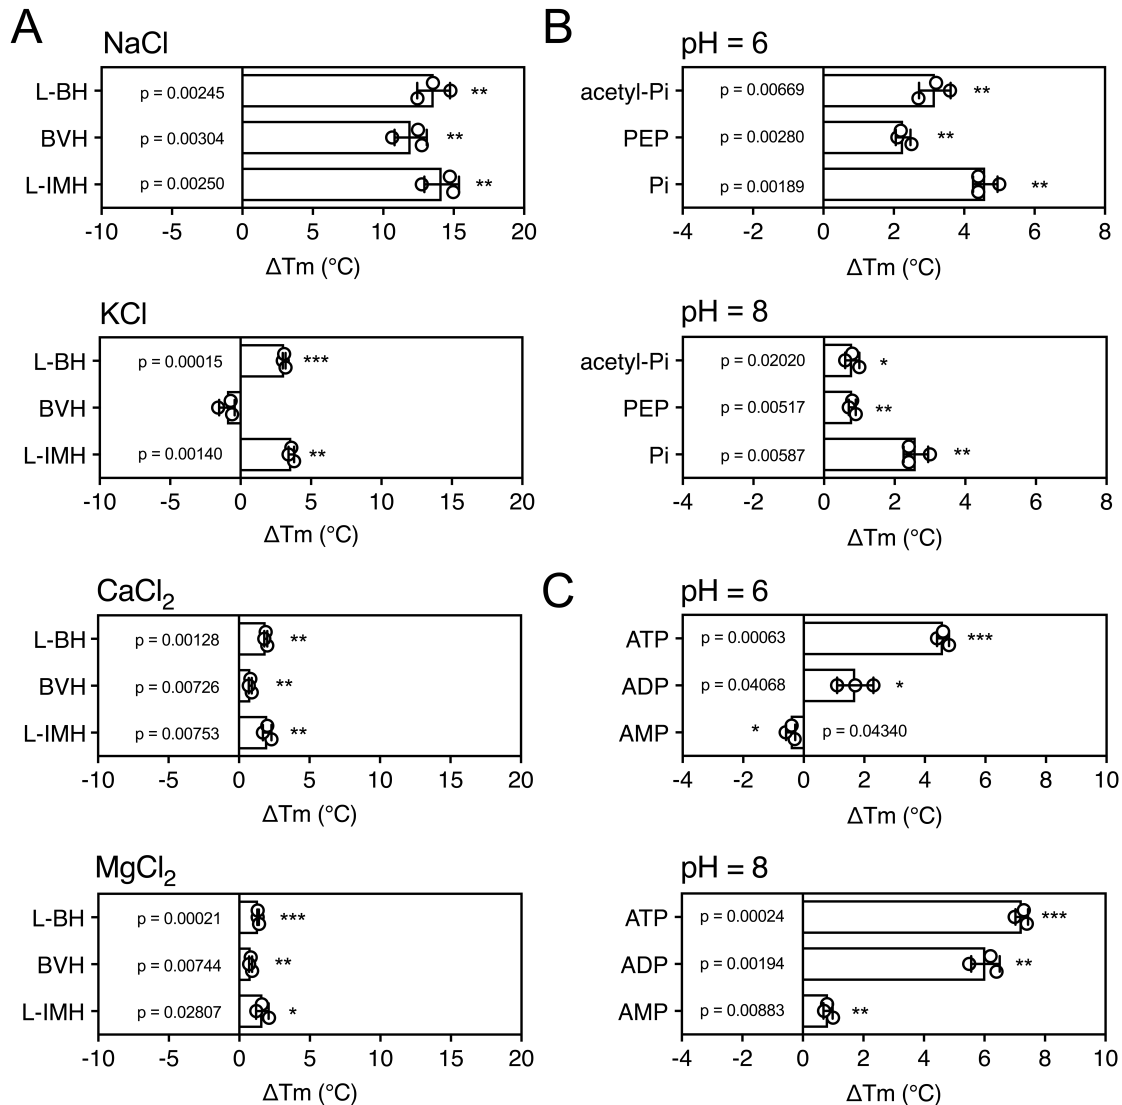 A
NaCl
L-BH p = 0.00245 **
BVH p = 0.00304 **
L-IMH p = 0.00250 **
-10 -5 0 5 10 15 20
ΔTm (°C)
KCl
L-BH p = 0.00015 ***
BVH
L-IMH p = 0.00140 **
-10 -5 0 5 10 15 20
ΔTm (°C)
CaCl2
L-BH p = 0.00128 **
BVH p = 0.00726 **
L-IMH p = 0.00753 **
-10 -5 0 5 10 15 20
ΔTm (°C)
MgCl2
L-BH p = 0.00021 ***
BVH p = 0.00744 **
L-IMH p = 0.02807 *
-10 -5 0 5 10 15 20
ΔTm (°C)
B
pH = 6
acetyl-Pi p = 0.00669 **
PEP p = 0.00280 **
Pi p = 0.00189 **
-4 -2 0 2 4 6 8
ΔTm (°C)
pH = 8
acetyl-Pi p = 0.02020 *
PEP p = 0.00517 **
Pi p = 0.00587 **
-4 -2 0 2 4 6 8
ΔTm (°C)
C
pH = 6
ATP p = 0.00063 ***
ADP p = 0.04068 *
AMP * p = 0.04340
-4 -2 0 2 4 6 8 10
ΔTm (°C)
pH = 8
ATP p = 0.00024 ***
ADP p = 0.00194 **
AMP p = 0.00883 **
-4 -2 0 2 4 6 8 10
ΔTm (°C)